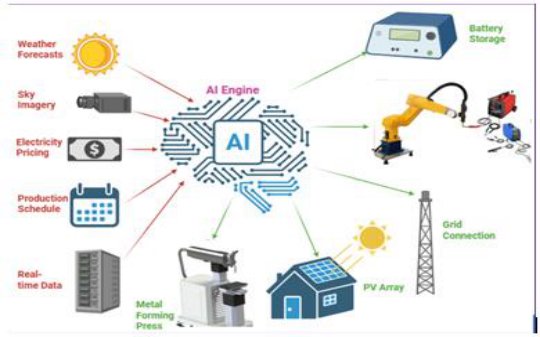 Weather
Forecasts
Sky
Imagery
Electricity
Pricing
$
Production
Schedule
Real-
time Data
AI Engine
AI
Battery
Storage
Grid
Connection
PV Array
Metal
Forming
Press